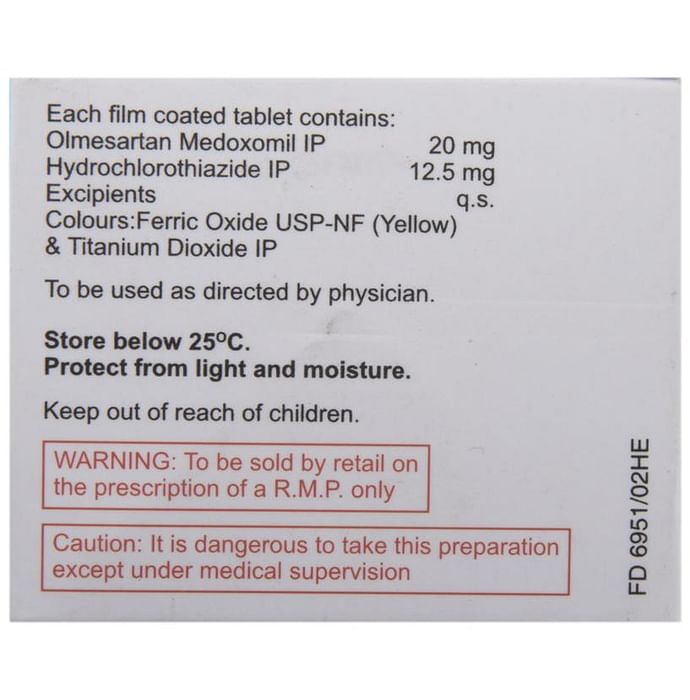 Each film coated tablet contains:
Olmesartan Medoxomil IP 20 mg
Hydrochlorothiazide IP 12.5 mg
Excipients q.s.
Colours:Ferric Oxide USP-NF (Yellow)
& Titanium Dioxide IP
To be used as directed by physician.
Store below 25ºC.
Protect from light and moisture.
Keep out of reach of children.
WARNING: To be sold by retail on
the prescription of a R.M.P. only
Caution: It is dangerous to take this preparation
except under medical supervision
FD 6951/02HE